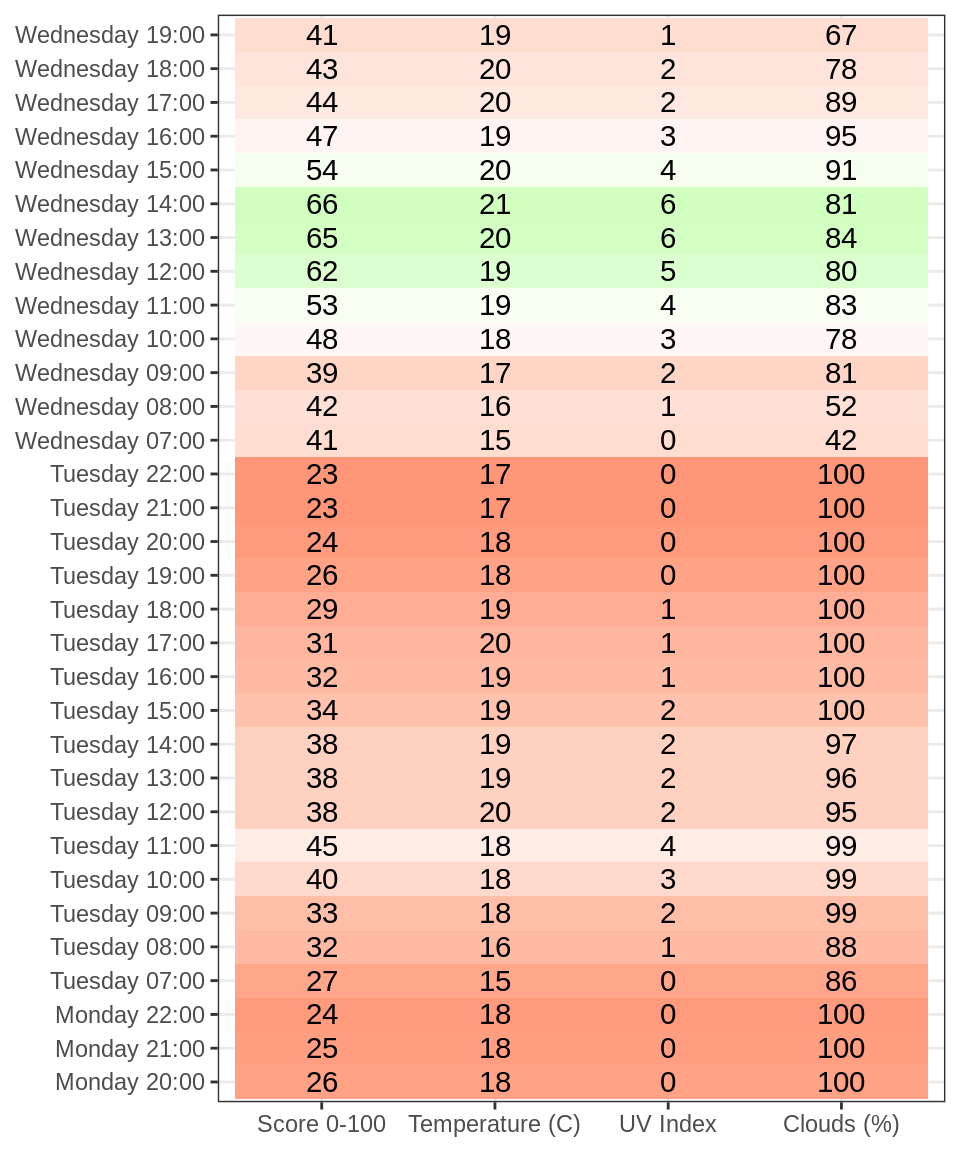 Wednesday 19:00 41 19 1 67
Wednesday 18:00 43 20 2 78
Wednesday 17:00 44 20 2 89
Wednesday 16:00 47 19 3 95
Wednesday 15:00 54 20 4 91
Wednesday 14:00 66 21 6 81
Wednesday 13:00 65 20 6 84
Wednesday 12:00 62 19 5 80
Wednesday 11:00 53 19 4 83
Wednesday 10:00 48 18 3 78
Wednesday 09:00 39 17 2 81
Wednesday 08:00 42 16 1 52
Wednesday 07:00 41 15 0 42
Tuesday 22:00 23 17 0 100
Tuesday 21:00 23 17 0 100
Tuesday 20:00 24 18 0 100
Tuesday 19:00 26 18 0 100
Tuesday 18:00 29 19 1 100
Tuesday 17:00 31 20 1 100
Tuesday 16:00 32 19 1 100
Tuesday 15:00 34 19 2 100
Tuesday 14:00 38 19 2 97
Tuesday 13:00 38 19 2 96
Tuesday 12:00 38 20 2 95
Tuesday 11:00 45 18 4 99
Tuesday 10:00 40 18 3 99
Tuesday 09:00 33 18 2 99
Tuesday 08:00 32 16 1 88
Tuesday 07:00 27 15 0 86
Monday 22:00 24 18 0 100
Monday 21:00 25 18 0 100
Monday 20:00 26 18 0 100
Score 0-100 Temperature (C) UV Index Clouds (%)